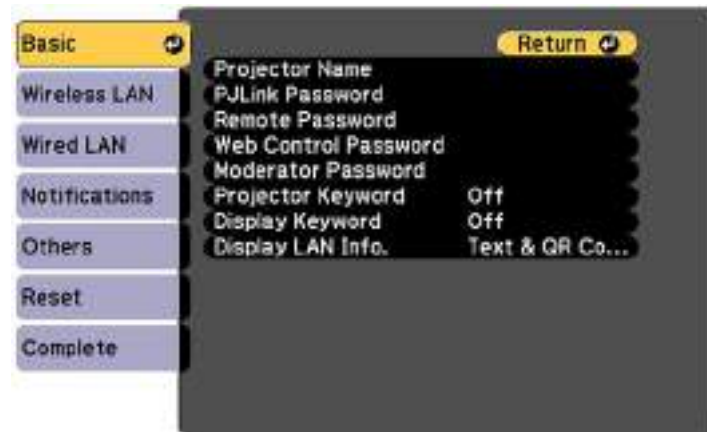 Basic
Wireless LAN
Wired LAN
Notifications
Others
Reset
Complete
Return
Projector Name
PJLink Password
Remote Password
Web Control Password
Moderator Password
Projector Keyword Off
Display Keyword Off
Display LAN Info. Text & QR Co...